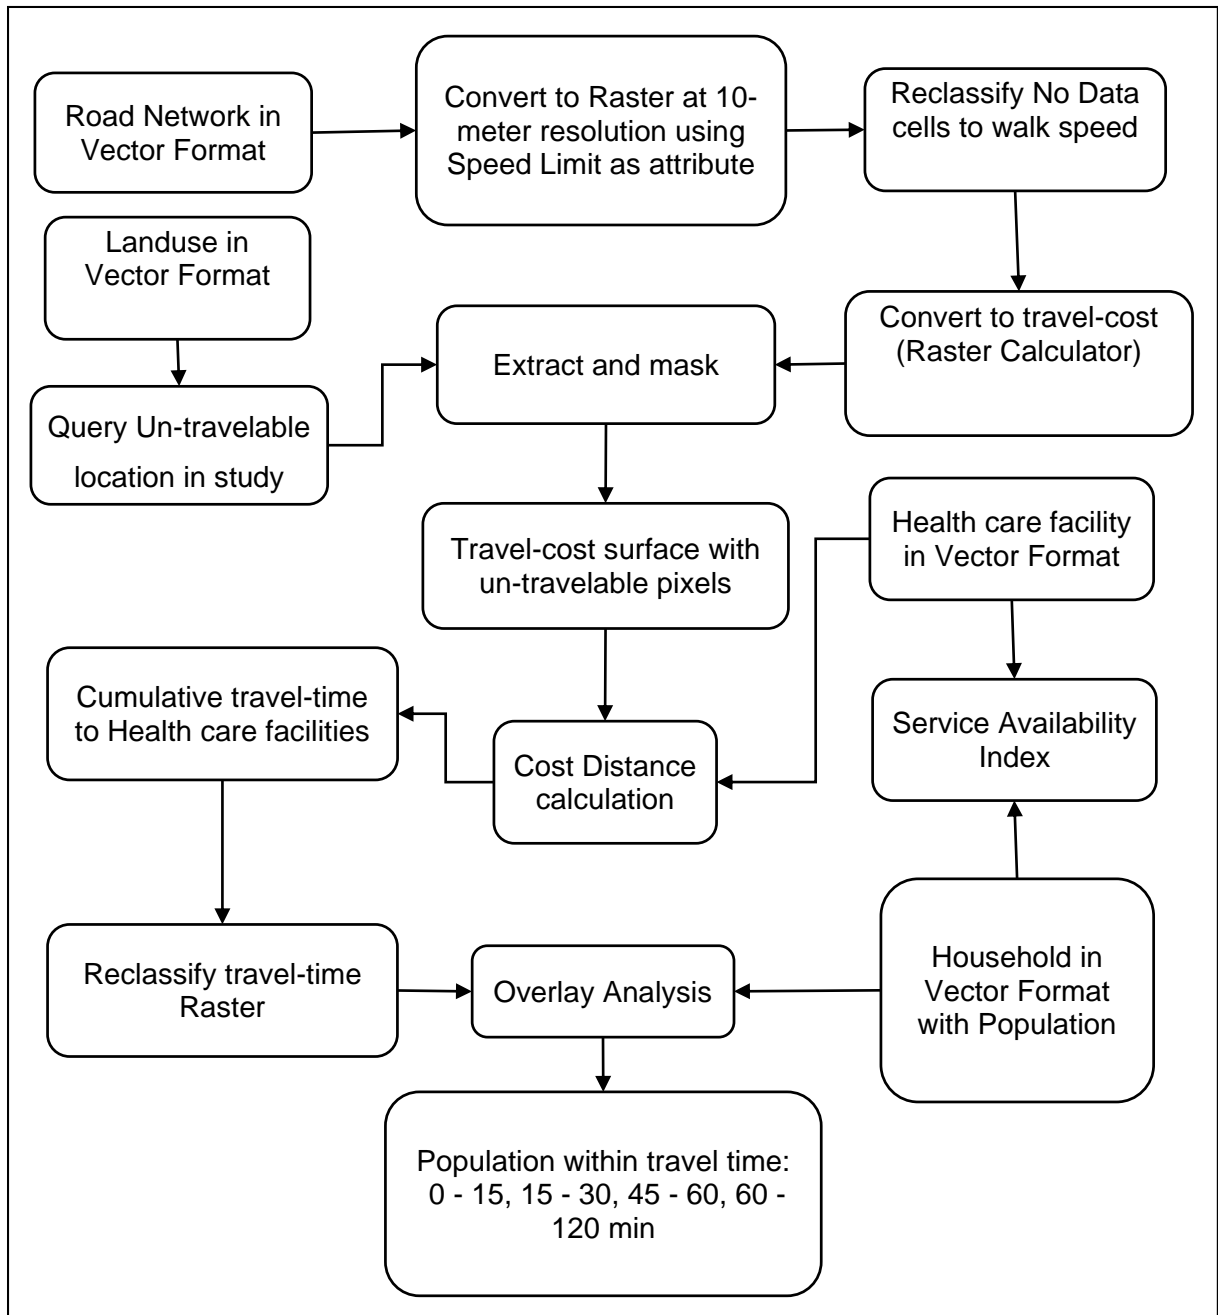 Road Network in
Vector Format
Convert to Raster at 10-
meter resolution using
Speed Limit as attribute
Reclassify No Data
cells to walk speed
Landuse in
Vector Format
Extract and mask
Convert to travel-cost
(Raster Calculator)
Query Un-travelable
location in study
Travel-cost surface with
un-travelable pixels
Health care facility
in Vector Format
Cumulative travel-time
to Health care facilities
Cost Distance
calculation
Service Availability
Index
Reclassify travel-time
Raster
Overlay Analysis
Household in
Vector Format
with Population
Population within travel time:
0 - 15, 15 - 30, 45 - 60, 60 -
120 min